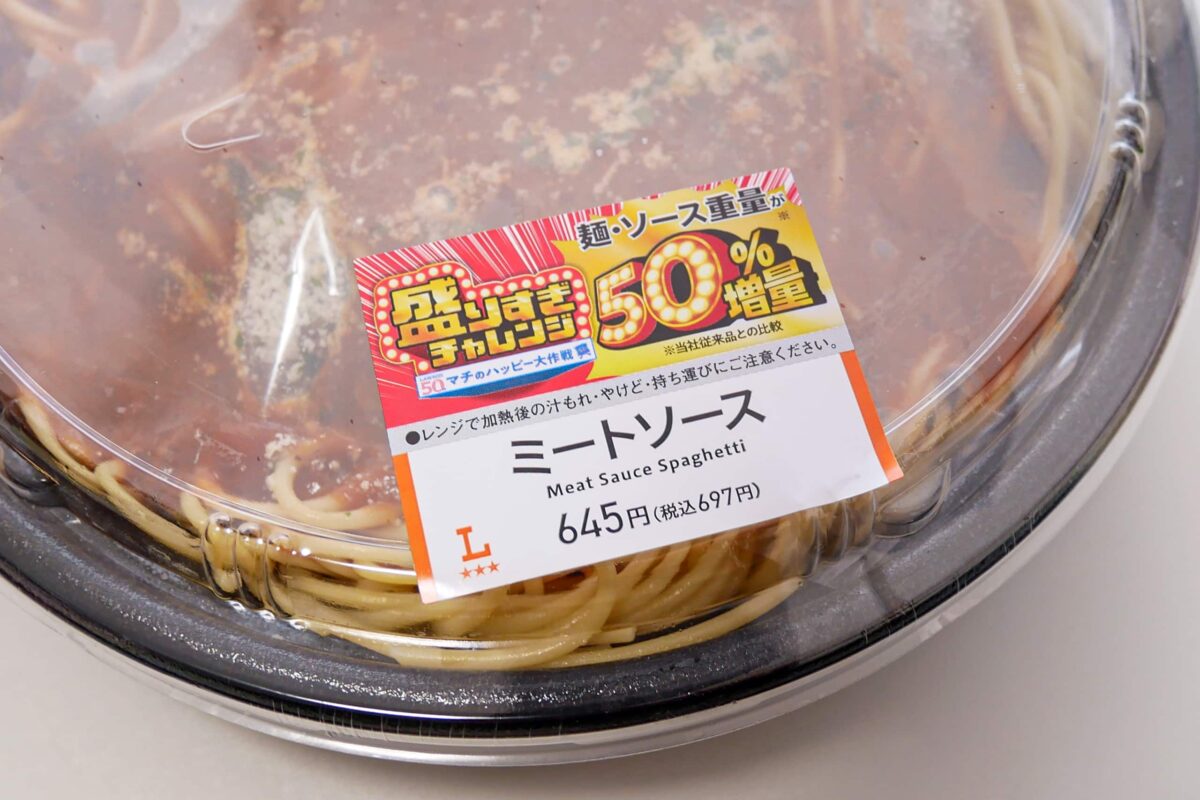 麺・ソース重量が※
盛りすぎ
チャレンジ
50%
増量
※当社従来品との比較
50th マチのハッピー大作戦
●レンジで加熱後の汁もれ・やけど・持ち運びにご注意ください。
ミートソース
Meat Sauce Spaghetti
645円(税込697円)
L